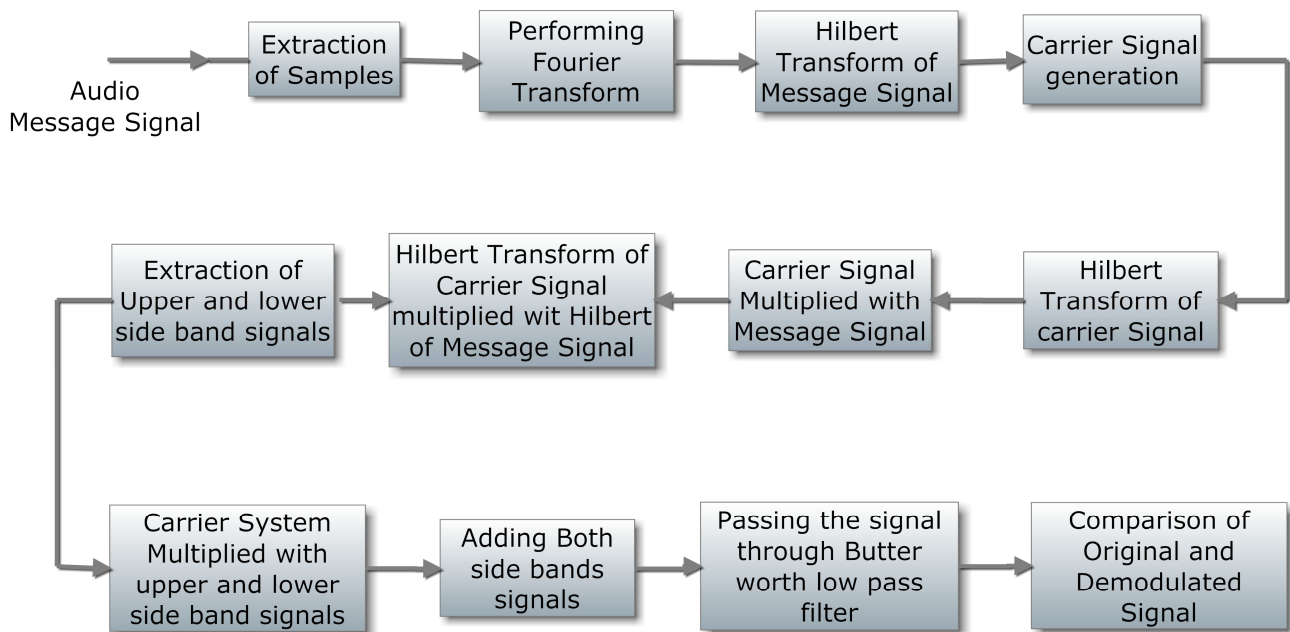 Audio
Message Signal
Extraction
of Samples
Performing
Fourier
Transform
Hilbert
Transform of
Message Signal
Carrier Signal
generation
Hilbert
Transform of
carrier Signal
Carrier Signal
Multiplied with
Message Signal
Hilbert Transform of
Carrier Signal
multiplied wit Hilbert
of Message Signal
Extraction of
Upper and lower
side band signals
Carrier System
Multiplied with
upper and lower
side band signals
Adding Both
side bands
signals
Passing the signal
through Butter
worth low pass
filter
Comparison of
Original and
Demodulated
Signal